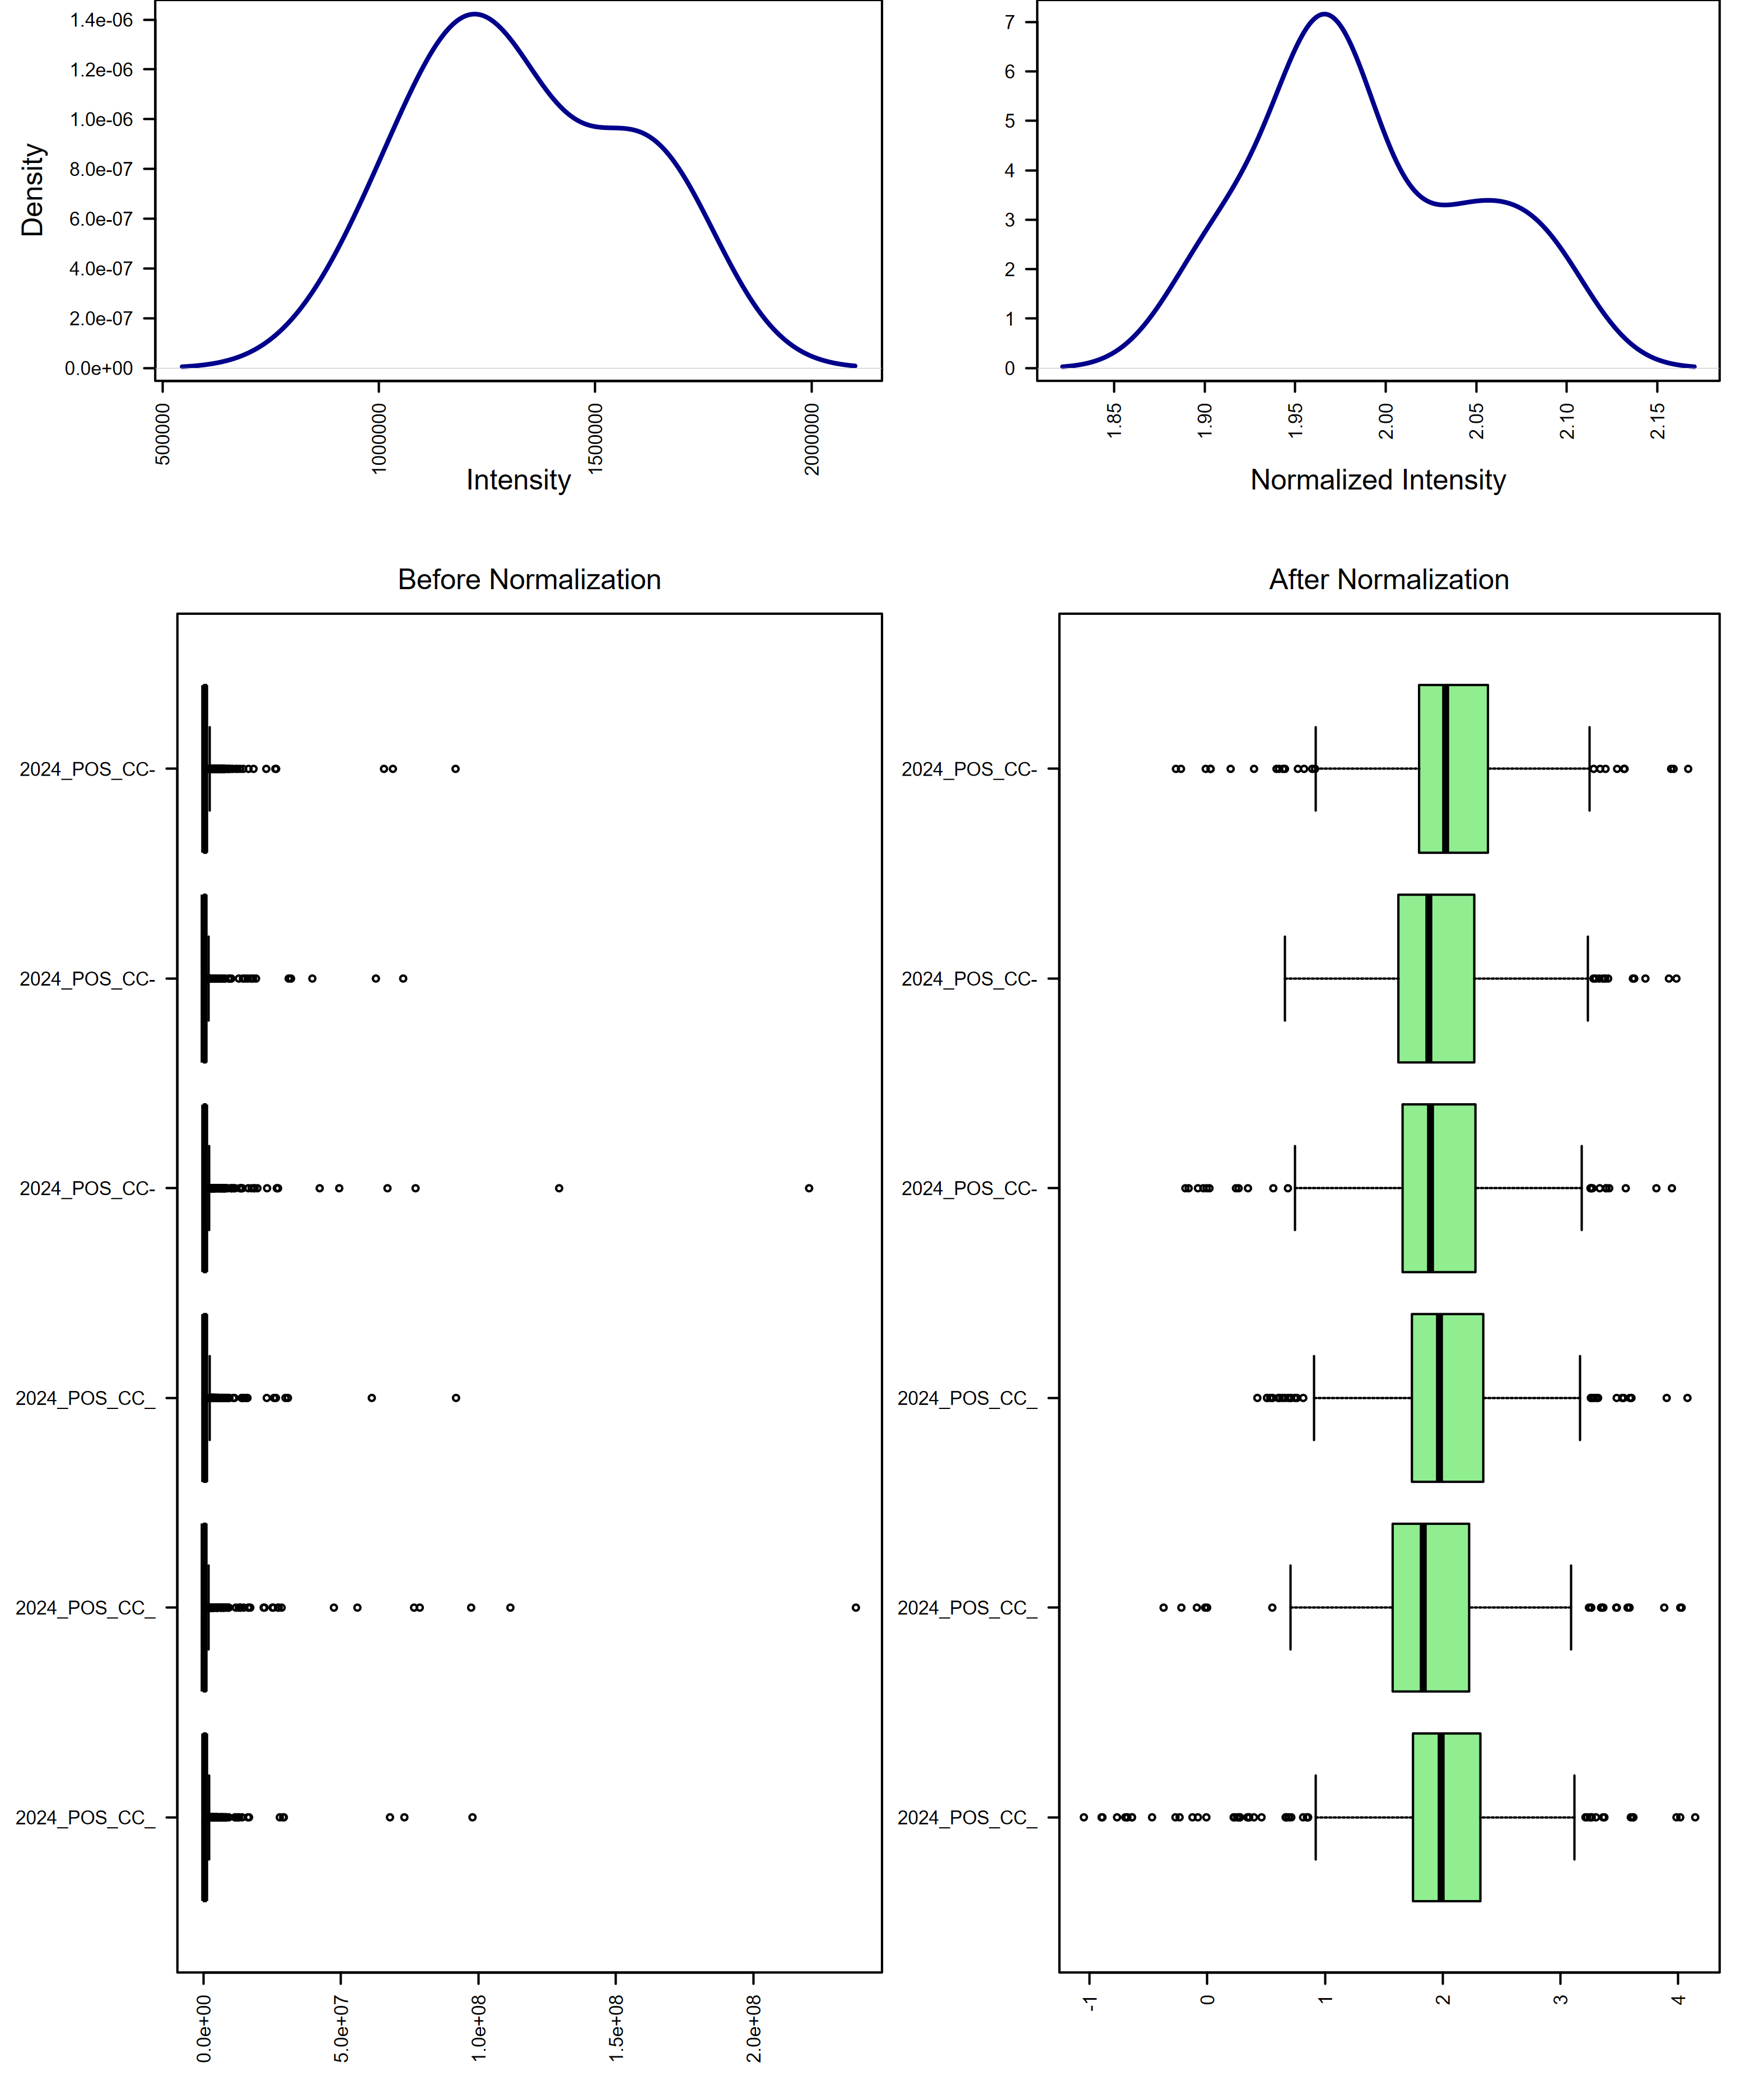 Density
1.4e-06
1.2e-06
1.0e-06
8.0e-07
6.0e-07
4.0e-07
2.0e-07
0.0e+00
500000
1000000
1500000
2000000
Intensity
7
6
5
4
3
2
1
0
1.85
1.90
1.95
2.00
2.05
2.10
2.15
Normalized Intensity
Before Normalization
2024_POS_CC-
2024_POS_CC-
2024_POS_CC-
2024_POS_CC_
2024_POS_CC_
2024_POS_CC_
0.0e+00
5.0e+07
1.0e+08
1.5e+08
2.0e+08
After Normalization
2024_POS_CC-
2024_POS_CC-
2024_POS_CC-
2024_POS_CC_
2024_POS_CC_
2024_POS_CC_
-1
0
1
2
3
4